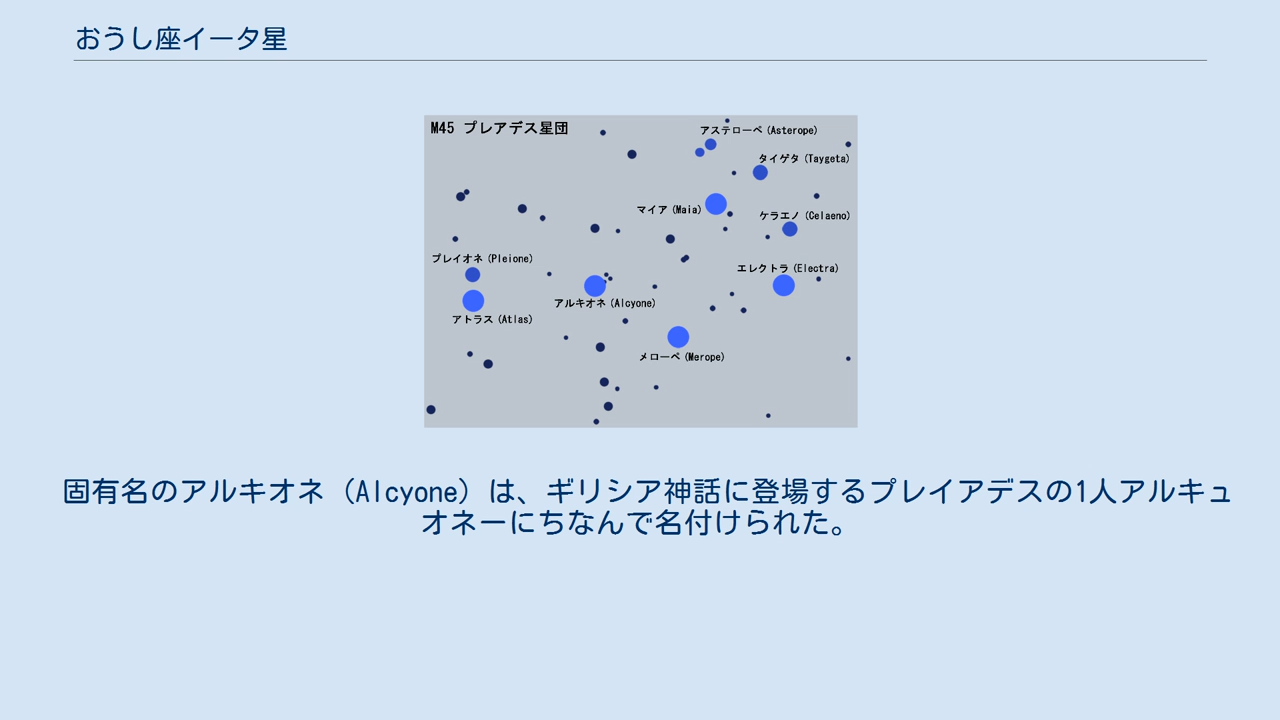 おうし座イータ星
M45 プレアデス星団
アステローペ (Asterope)
タイゲタ (Taygeta)
マイア (Maia)
ケラエノ (Celaeno)
プレイオネ (Pleione)
エレクトラ (Electra)
アルキオネ (Alcyone)
アトラス (Atlas)
メローペ (Merope)
固有名のアルキオネ（Alcyone）は、ギリシア神話に登場するプレイアデスの1人アルキュ
オネーにちなんで名付けられた。